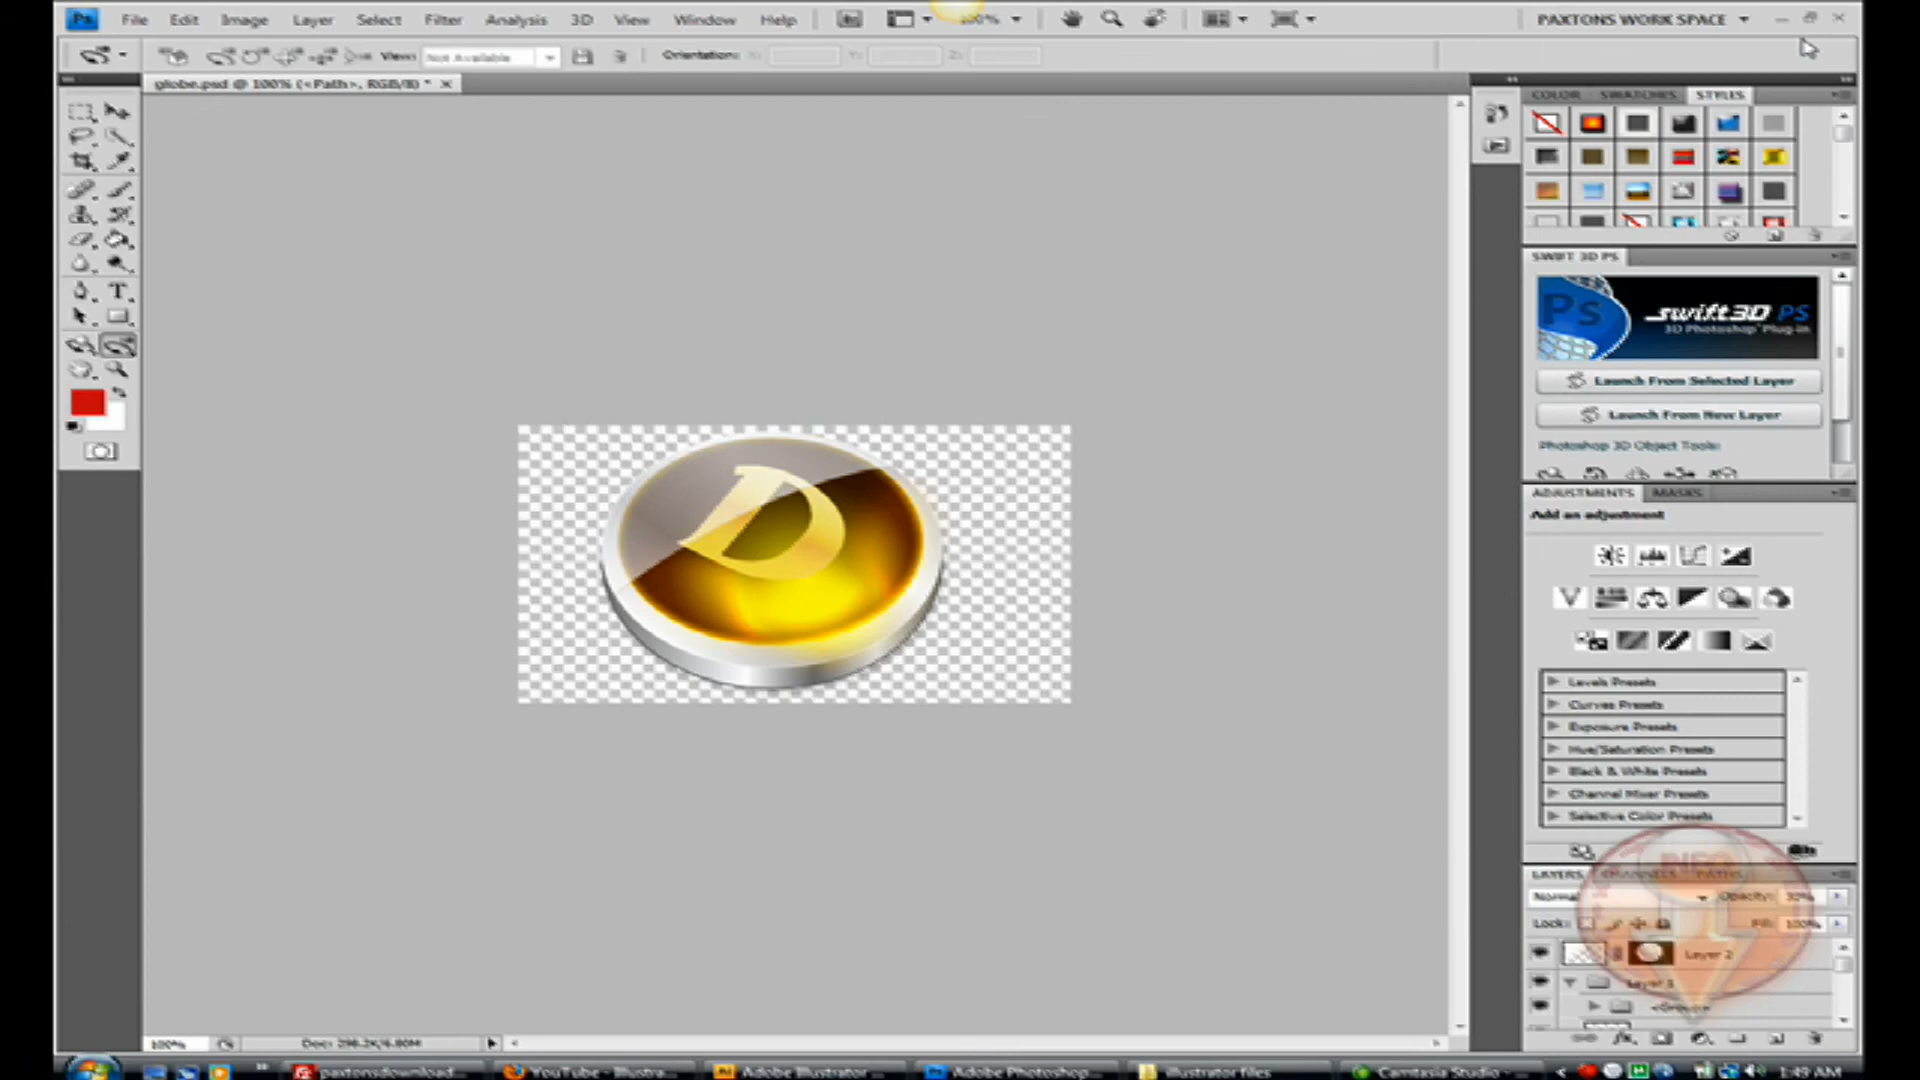 Ps File Edit Image Layer Select Filter Analysis 3D View Window Help 100% PAXTONS WORK SPACE
View: Not Available Orientation: X: Y: Z:
globe.psd @ 100% (<Path>, RGB/8) *
COLOR SWATCHES STYLES
SWIFT 3D PS
Ps swift3D PS
3D Photoshop Plug-in
Launch From Selected Layer
Launch From New Layer
Photoshop 3D Object Tools:
D
ADJUSTMENTS MASKS
Add an adjustment
Levels Presets
Curves Presets
Exposure Presets
Hue/Saturation Presets
Black & White Presets
Channel Mixer Presets
Selective Color Presets
INFO
LAYERS CHANNELS PATHS
Normal Opacity: 30%
Lock: Fill: 100%
Layer 2
Layer 1
<Group>
100% Doc: 298.2K/6.80M
paxtonsdownload... YouTube - Illustra... Adobe Illustrator ... Adobe Photoshop... illustrator files Camtasia Studio - ... 1:49 AM